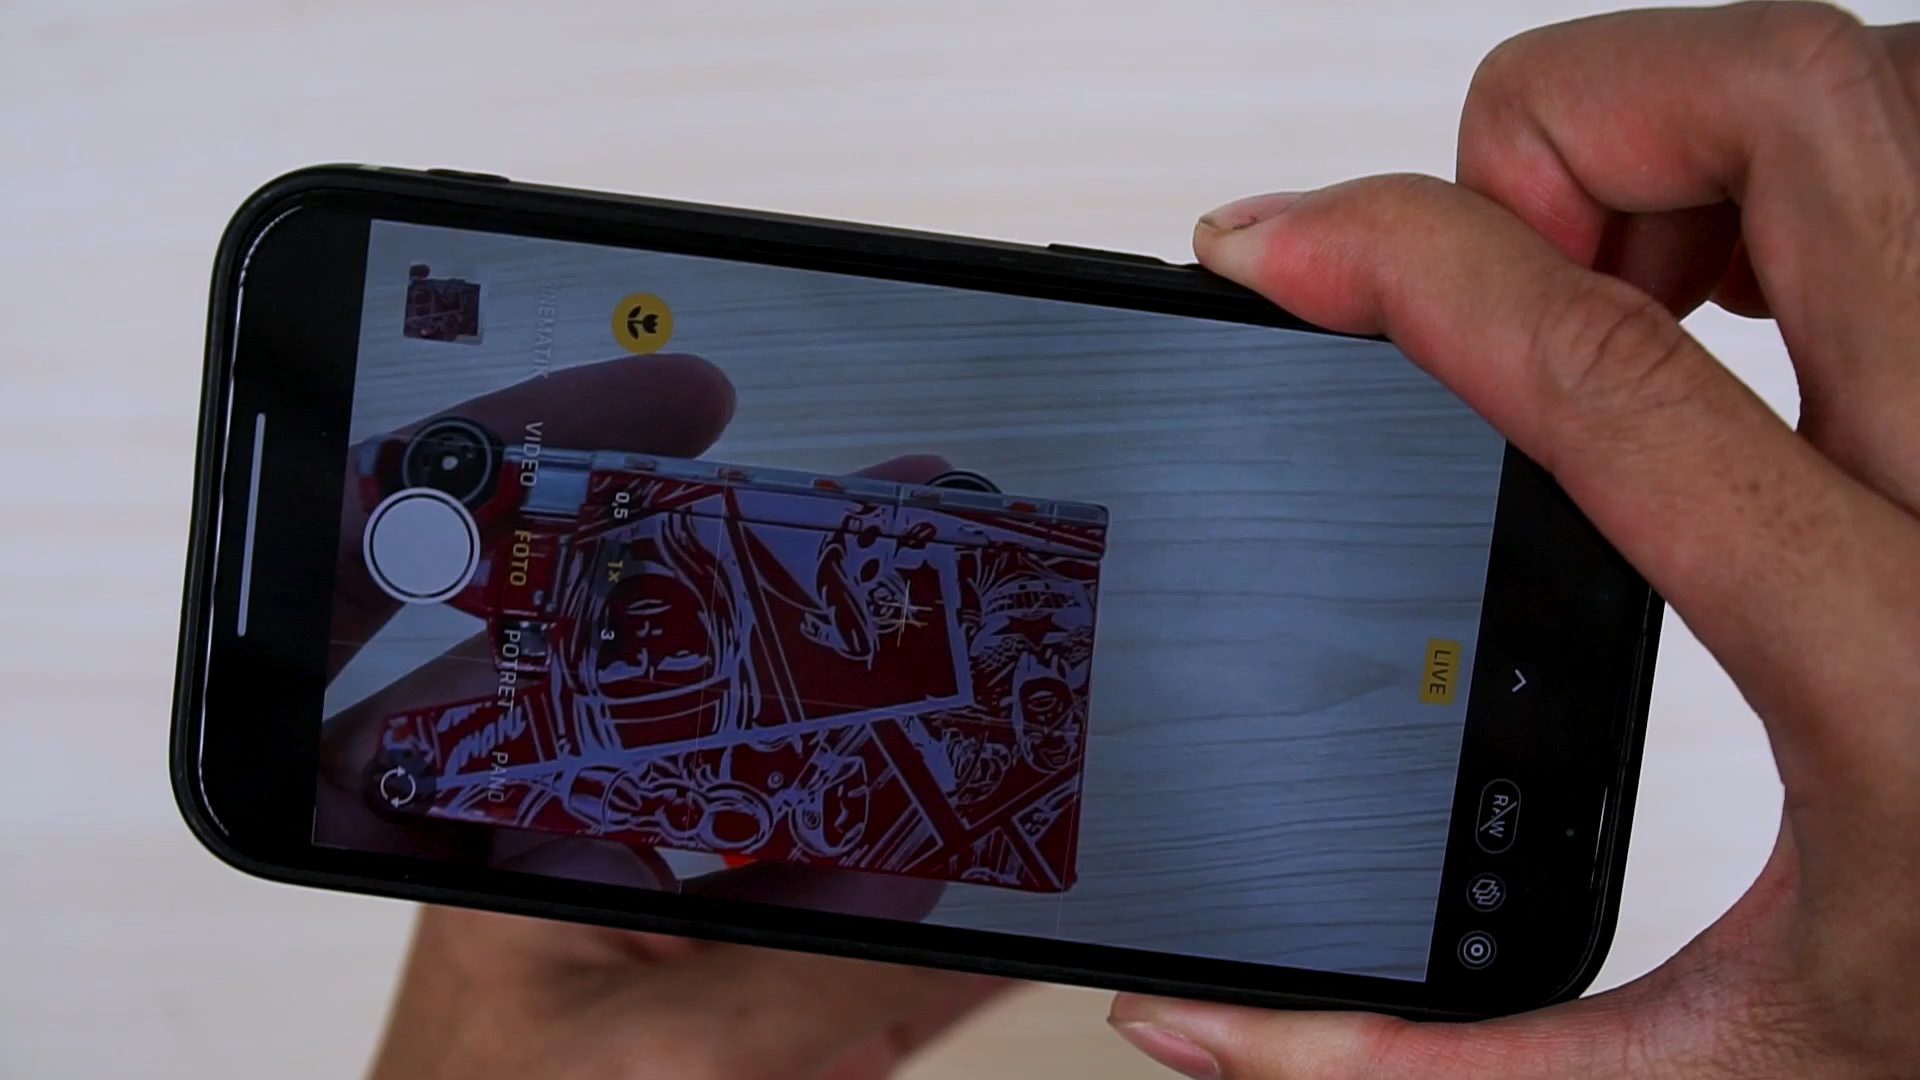 SINEMATIK
VIDEO
FOTO
POTRET
PANO
0,5
1x
3
LIVE
RAW